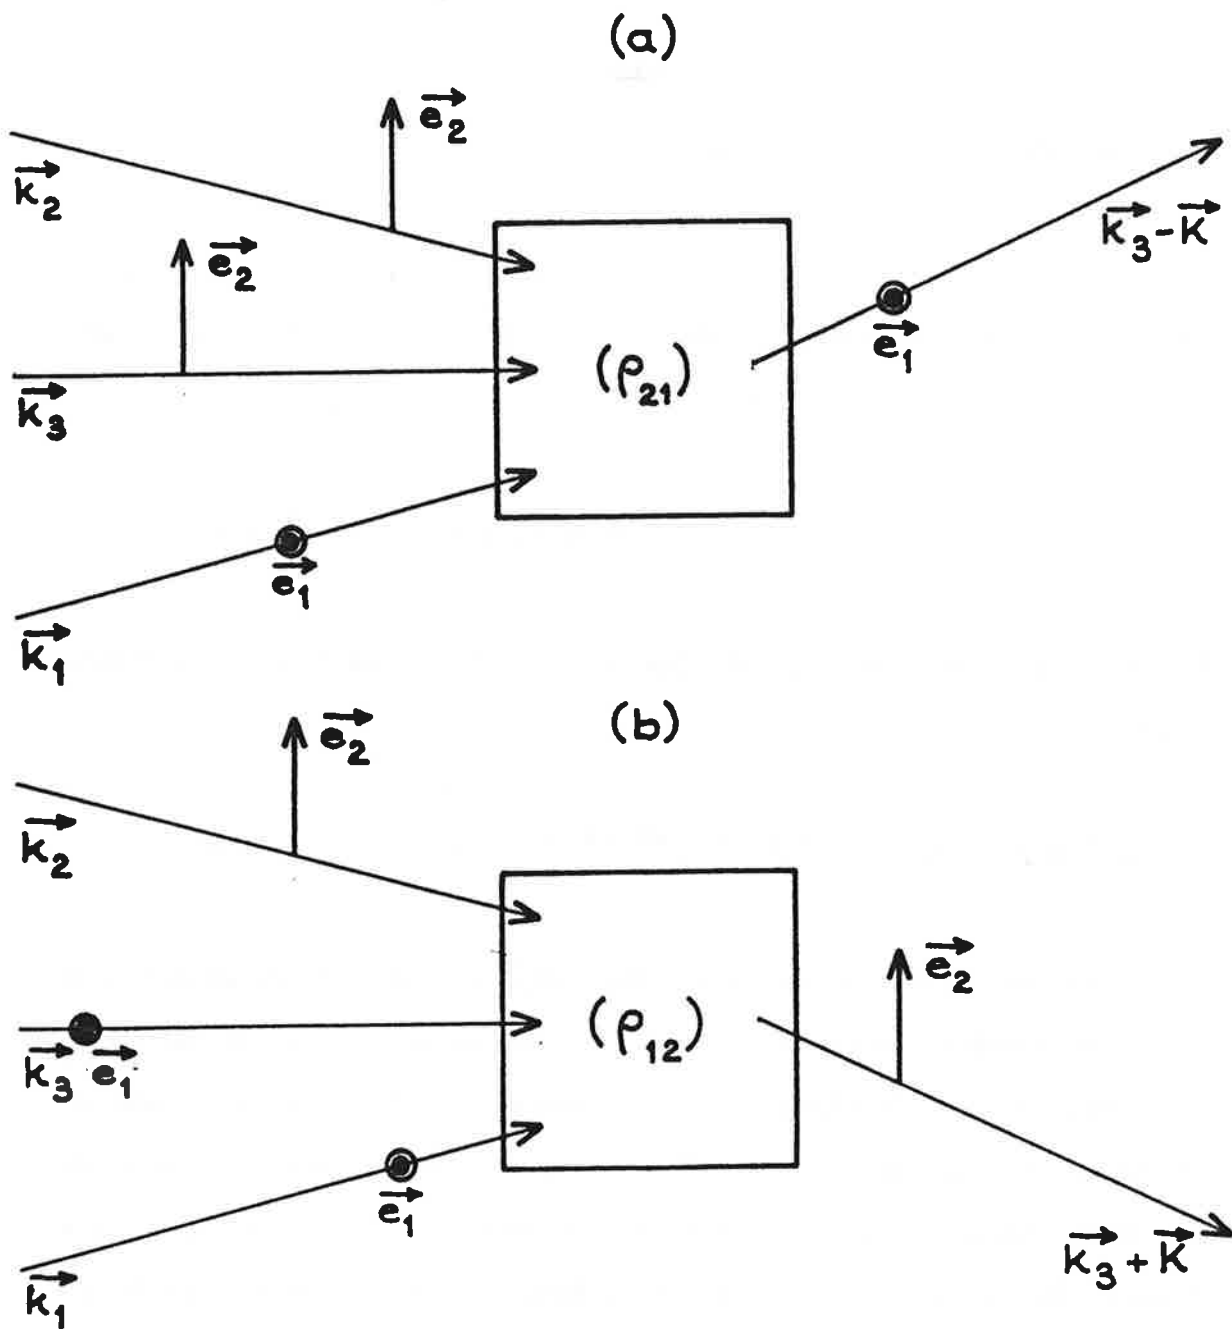 (a)
e₂
k₂
e₂
k₃ - K
e₁
(ρ₂₁)
k₃
e₁
k₁
(b)
e₂
k₂
e₂
(ρ₁₂)
k₃ e₁
e₁
k₃ + K
k₁